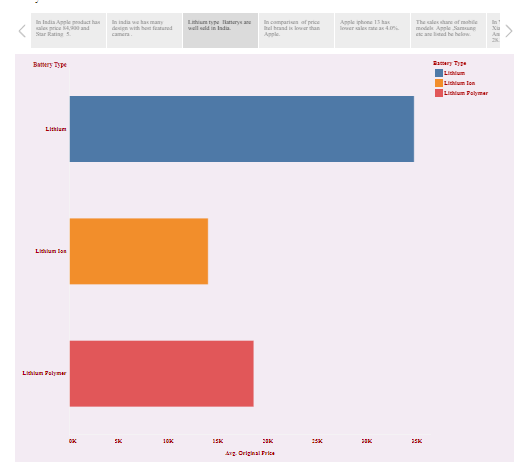 In India Apple product has
sales price 84,900 and
Star Rating 5.
In india we has many
design with best featured
camera .
Lithium type Batterys are
well sold in India.
In comparison of price
brand is lower than
Apple.
Apple iphone 13 has
lower sales rate as 4.0%.
The sales share of mobile
models Apple ,Samsung
etc are listed be below.
Battery Type
Lithium
Lithium Ion
Lithium Polymer
0K
5K
10K
15K
20K
25K
30K
35K
Avg. Original Price
Battery Type
Lithium
Lithium Ion
Lithium Polymer